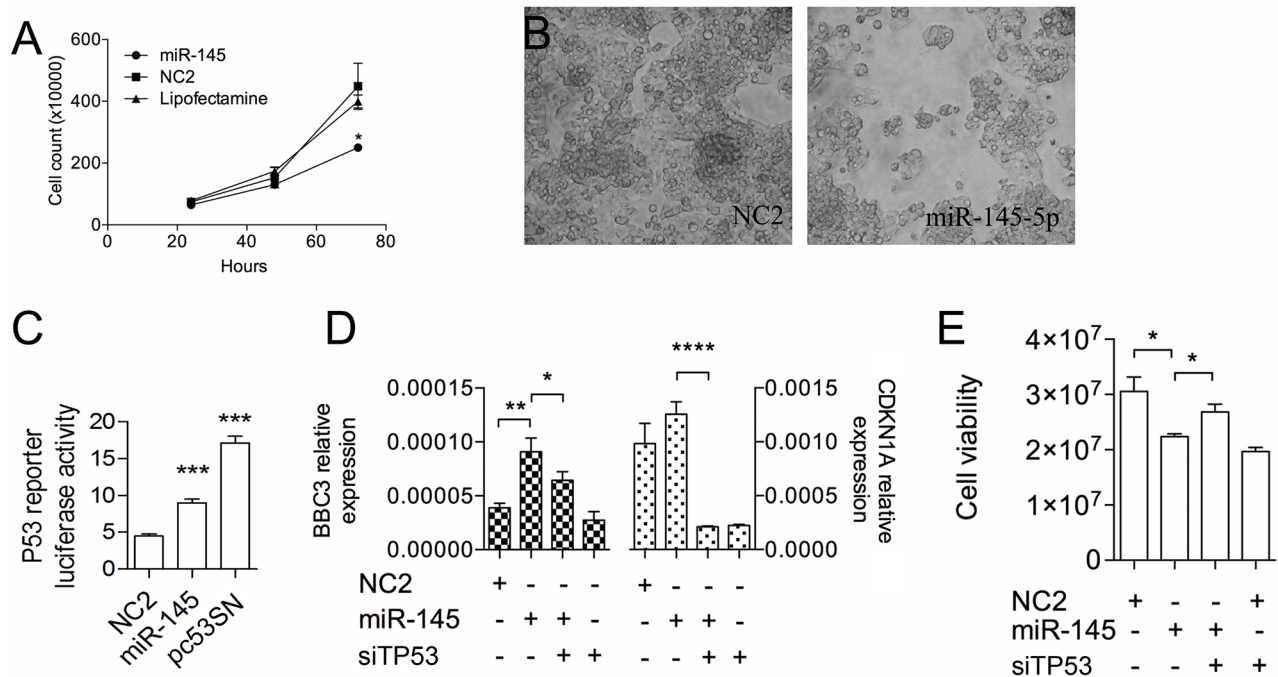 A
Cell count (x10000)
600
400
200
0
0 20 40 60 80
Hours
miR-145
NC2
Lipofectamine
*
B
NC2
miR-145-5p
C
P53 reporter
luciferase activity
20
15
10
5
0
***
***
NC2
miR-145
pc53SN
D
BBC3 relative
expression
0.00015
0.00010
0.00005
0.00000
**
*
****
0.0015
0.0010
0.0005
0.0000
CDKN1A relative
expression
NC2 + - - - + - - -
miR-145 - + + - - + + -
siTP53 - - + + - - + +
E
Cell viability
4×10⁷
3×10⁷
2×10⁷
1×10⁷
0
*
*
NC2 + - - +
miR-145 - + + -
siTP53 - - + +